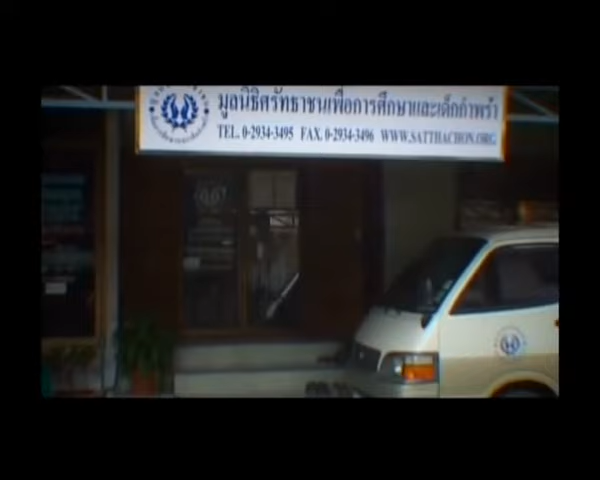 มูลนิธิศรัทธาชนเพื่อการศึกษาและเด็กกำพร้า
TEL. 0-2934-3495 FAX. 0-2934-3496 WWW.SATTHACHON.ORG